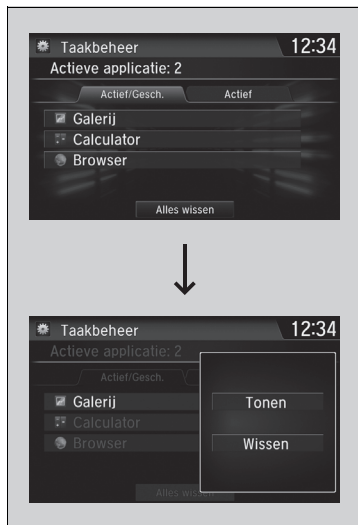 Taakbeheer 12:34
Actieve applicatie: 2
Actief/Gesch. Actief
Galerij
Calculator
Browser
Alles wissen
Taakbeheer 12:34
Actieve applicatie: 2
Actief/Gesch.
Galerij Tonen
Calculator
Browser Wissen
Alles wissen